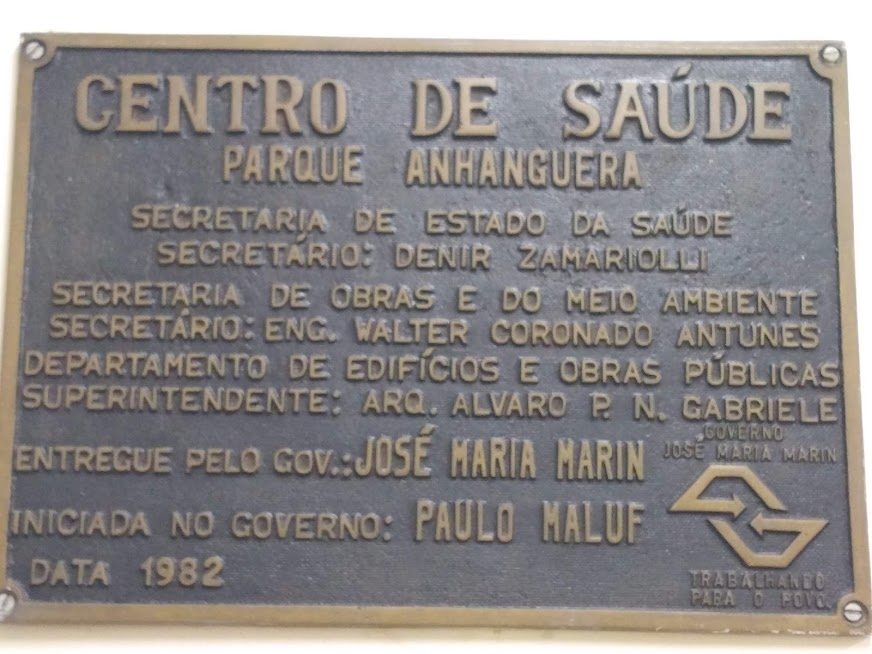 CENTRO DE SAÚDE
PARQUE ANHANGUERA
SECRETARIA DE ESTADO DA SAÚDE
SECRETÁRIO: DENIR ZAMARIOLLI
SECRETARIA DE OBRAS E DO MEIO AMBIENTE
SECRETÁRIO: ENG. WALTER CORONADO ANTUNES
DEPARTAMENTO DE EDIFÍCIOS E OBRAS PÚBLICAS
SUPERINTENDENTE: ARQ. ALVARO P. N. GABRIELE
ENTREGUE PELO GOV.: JOSÉ MARIA MARIN
INICIADA NO GOVERNO: PAULO MALUF
DATA 1982
GOVERNO
JOSÉ MARIA MARIN
TRABALHANDO
PARA O POVO.